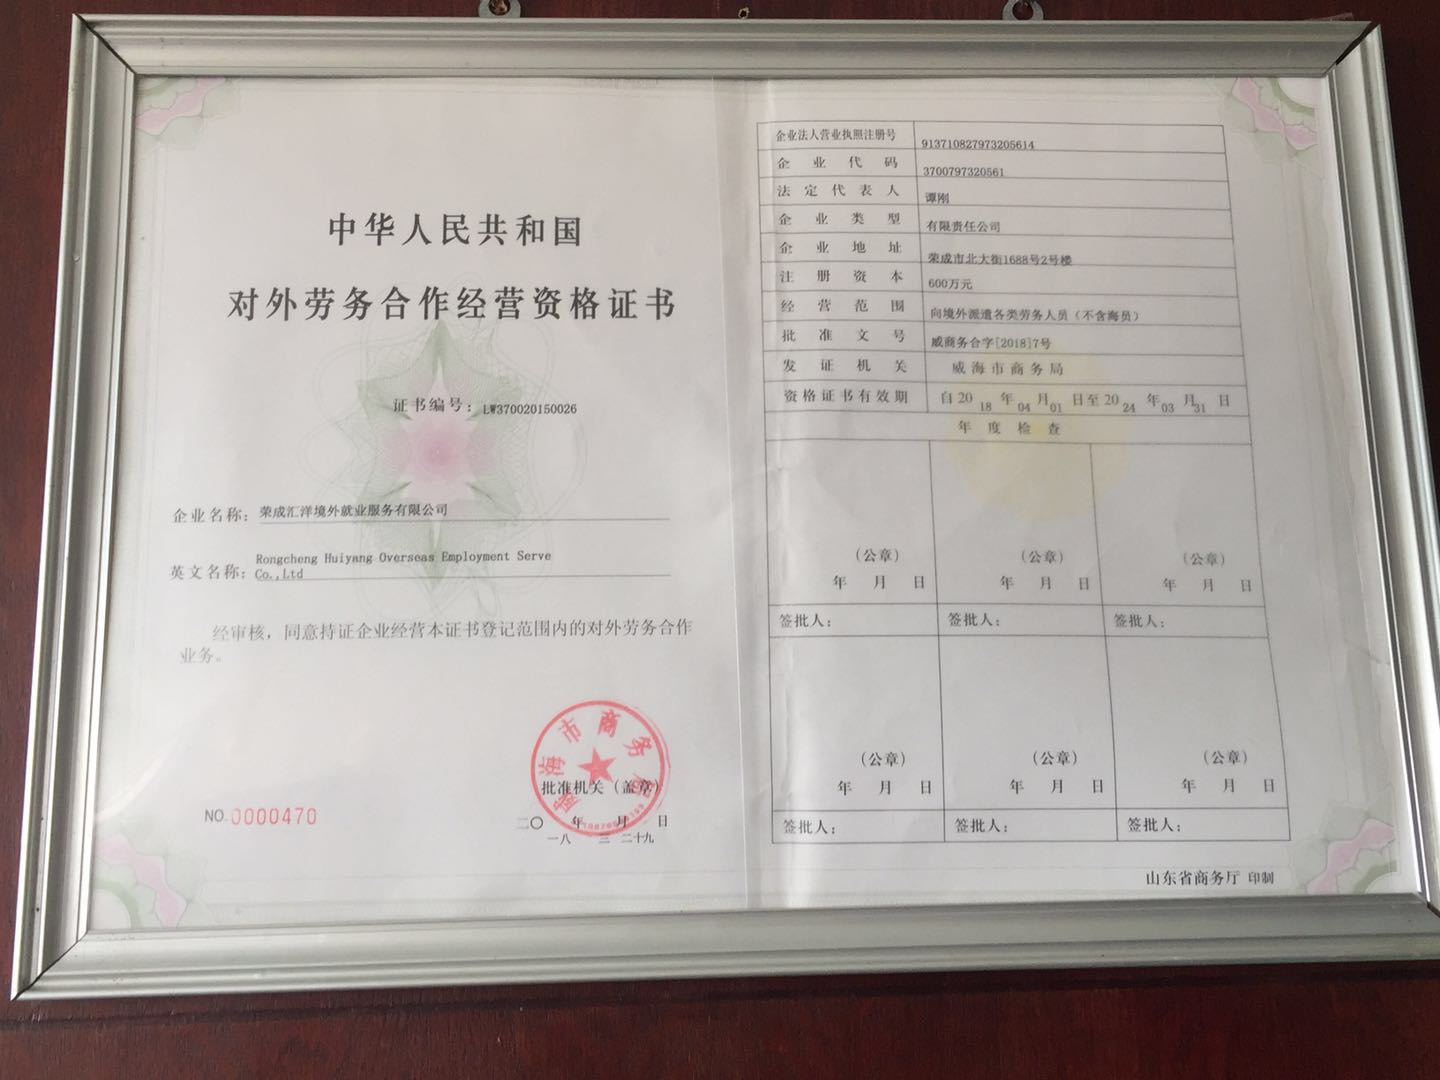 中华人民共和国
对外劳务合作经营资格证书
证书编号：LW370020150026
企业名称：荣成汇洋境外就业服务有限公司
英文名称：Rongcheng Huiyang Overseas Employment Serve
Co.,Ltd
经审核，同意持证企业经营本证书登记范围内的对外劳务合作
业务。
威海市商务局
批准机关（盖章）
二〇一八年三月二十九日
NO.0000470
企业法人营业执照注册号 913710827973205614
企业代码 3700797320561
法定代表人 谭刚
企业类型 有限责任公司
企业地址 荣成市北大街1688号2号楼
注册资本 600万元
经营范围 向境外派遣各类劳务人员（不含海员）
批准文号 威商务合字[2018]7号
发证机关 威海市商务局
资格证书有效期 自2018年04月01日至2024年03月31日
年度检查
（公章） （公章） （公章）
年 月 日 年 月 日 年 月 日
签批人： 签批人： 签批人：
（公章） （公章） （公章）
年 月 日 年 月 日 年 月 日
签批人： 签批人： 签批人：
山东省商务厅 印制